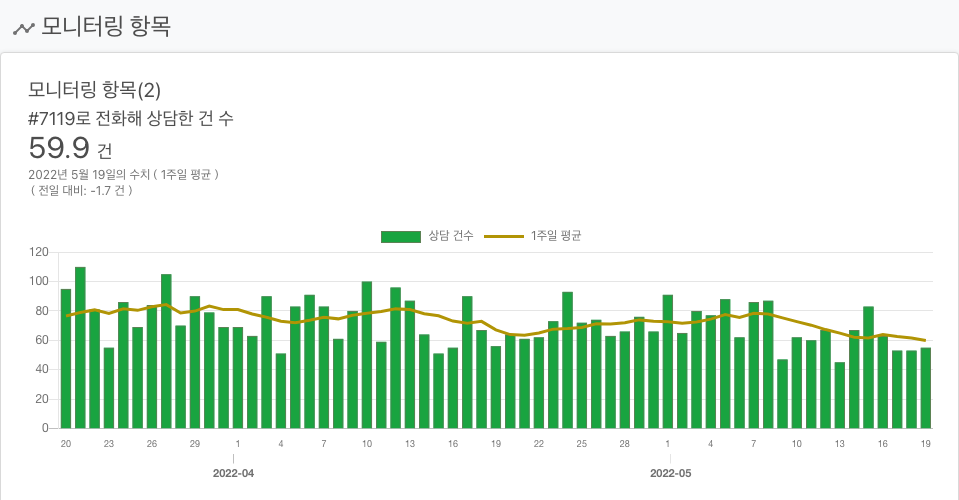 모니터링 항목
모니터링 항목(2)
#7119로 전화해 상담한 건 수
59.9 건
2022년 5월 19일의 수치 ( 1주일 평균 )
( 전일 대비: -1.7 건 )
상담 건수 1주일 평균
120
100
80
60
40
20
0
20 23 26 29 1 4 7 10 13 16 19 22 25 28 1 4 7 10 13 16 19
2022-04 2022-05